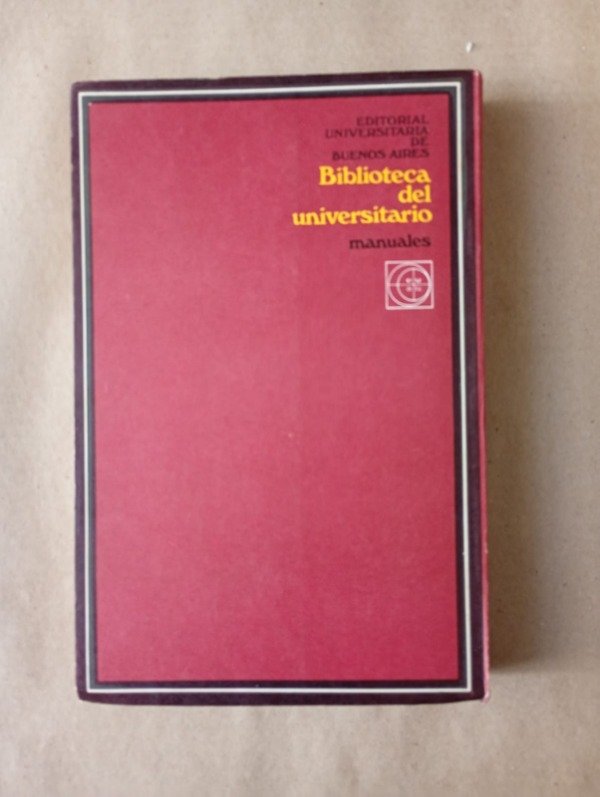 EDITORIAL
UNIVERSITARIA
DE
BUENOS AIRES
Biblioteca
del
universitario
manuales